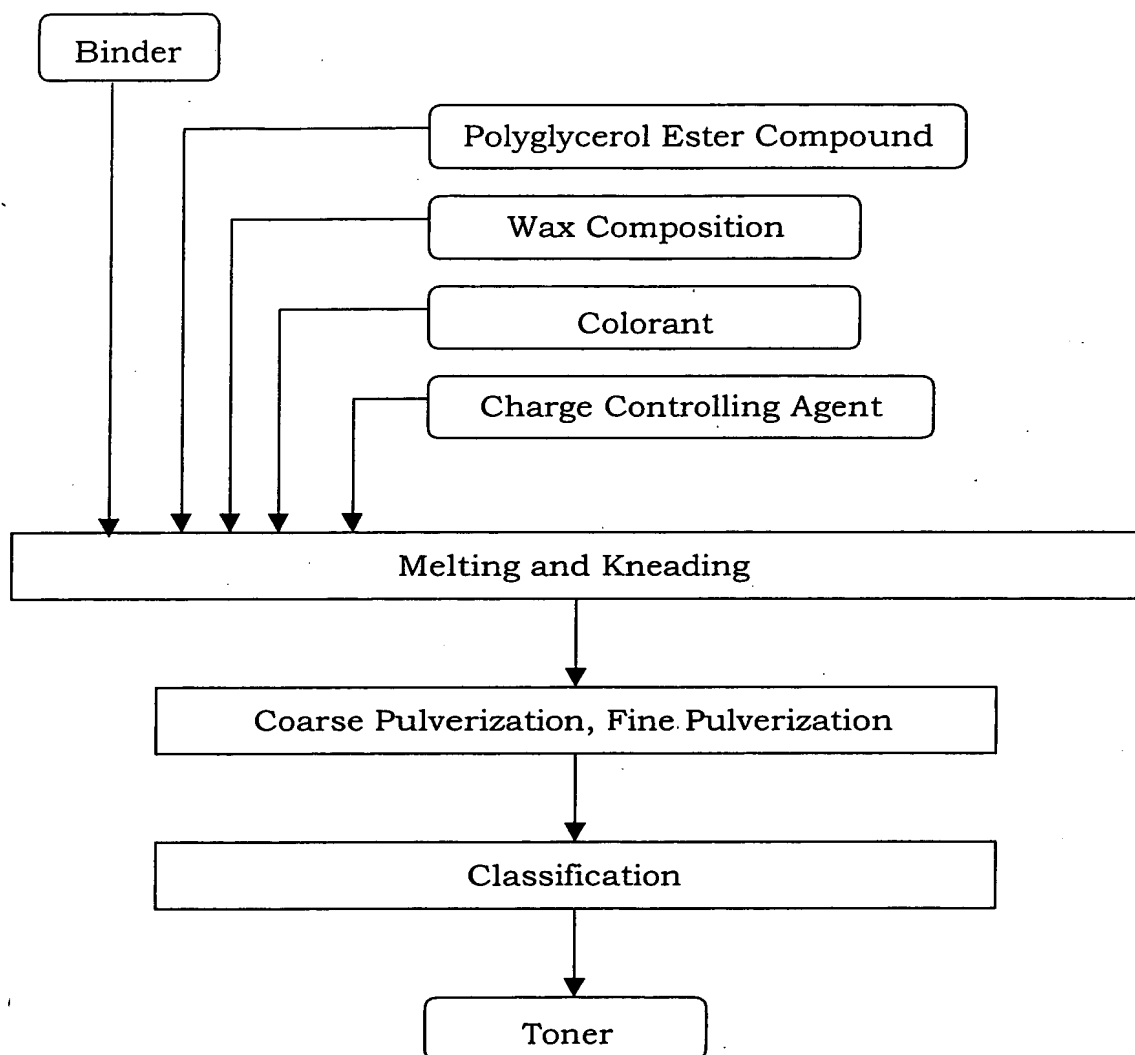 Binder
Polyglycerol Ester Compound
Wax Composition
Colorant
Charge Controlling Agent
Melting and Kneading
Coarse Pulverization, Fine Pulverization
Classification
Toner